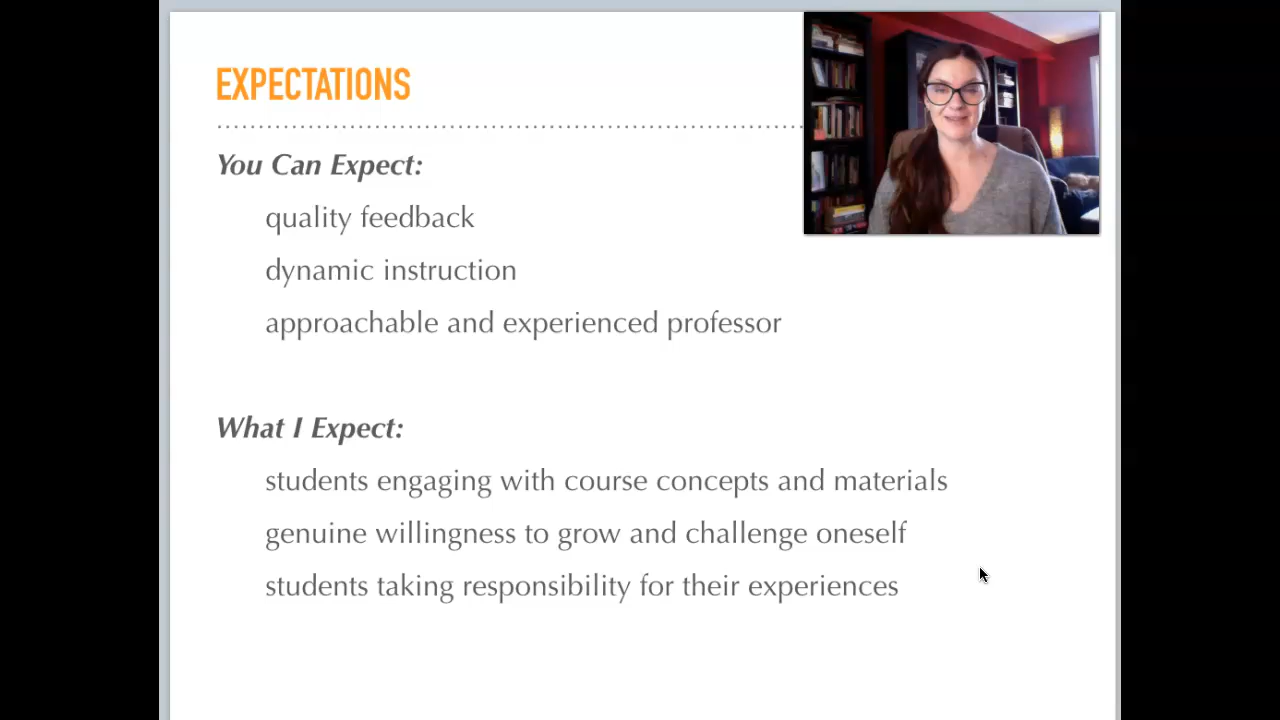 EXPECTATIONS
You Can Expect:
quality feedback
dynamic instruction
approachable and experienced professor
What I Expect:
students engaging with course concepts and materials
genuine willingness to grow and challenge oneself
students taking responsibility for their experiences